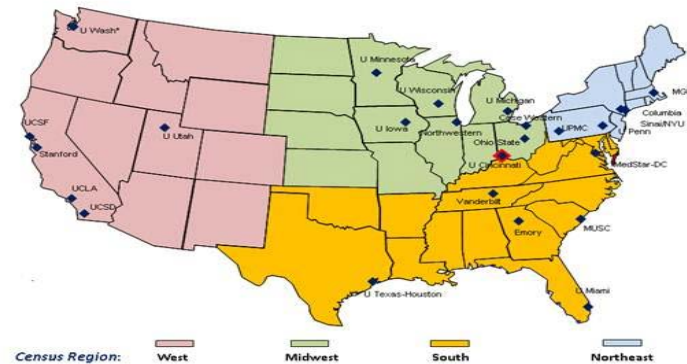 U Wash*
U Minnesota
U Wisconsin
U Michigan
MG
UCSF
Case Western
Columbia
Sinai/NYU
U Iowa
Northwestern
UPMC
U Penn
U Utah
Ohio State
Stanford
U Cincinnati
MedStar-DC
UCLA
Vanderbilt
UCSD
Emory
MUSC
U Texas-Houston
U Miami
Census Region: West Midwest South Northeast